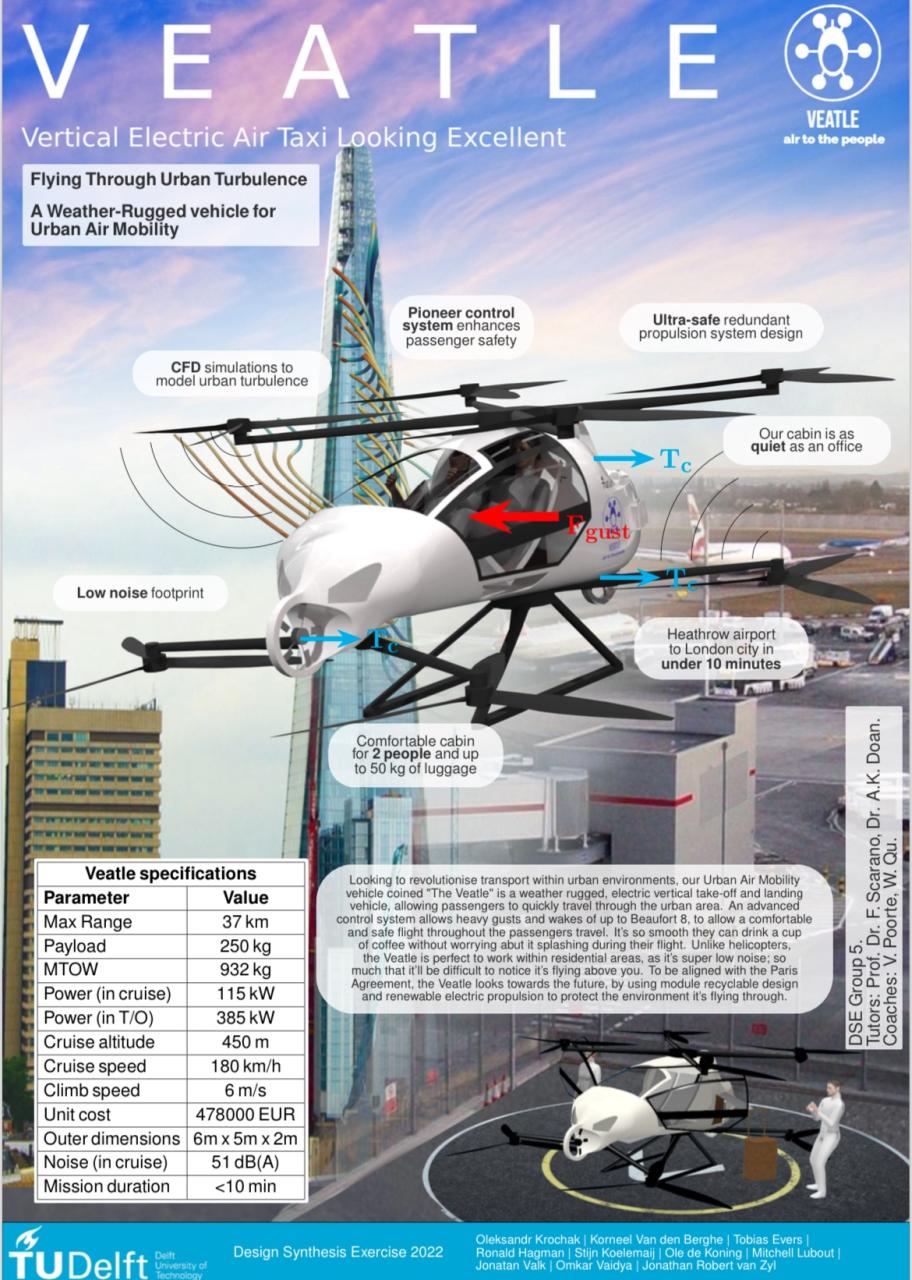 VEATLE
VEATLE
air to the people
Vertical Electric Air Taxi Looking Excellent
Flying Through Urban Turbulence
A Weather-Rugged vehicle for
Urban Air Mobility
Pioneer control
system enhances
passenger safety
Ultra-safe redundant
propulsion system design
CFD simulations to
model urban turbulence
Our cabin is as
quiet as an office
Tc
Fgust
Tc
Low noise footprint
Tc
Heathrow airport
to London city in
under 10 minutes
Comfortable cabin
for 2 people and up
to 50 kg of luggage
DSE Group 5.
Tutors: Prof. Dr. F. Scarano, Dr. A.K. Doan.
Coaches: V. Poorte, W. Qu.
Veatle specifications
Parameter Value
Max Range 37 km
Payload 250 kg
MTOW 932 kg
Power (in cruise) 115 kW
Power (in T/O) 385 kW
Cruise altitude 450 m
Cruise speed 180 km/h
Climb speed 6 m/s
Unit cost 478000 EUR
Outer dimensions 6m x 5m x 2m
Noise (in cruise) 51 dB(A)
Mission duration <10 min
Looking to revolutionise transport within urban environments, our Urban Air Mobility
vehicle coined "The Veatle" is a weather rugged, electric vertical take-off and landing
vehicle, allowing passengers to quickly travel through the urban area. An advanced
control system allows heavy gusts and wakes of up to Beaufort 8, to allow a comfortable
and safe flight throughout the passengers travel. It's so smooth they can drink a cup
of coffee without worrying abut it splashing during their flight. Unlike helicopters,
the Veatle is perfect to work within residential areas, as it's super low noise; so
much that it'll be difficult to notice it's flying above you. To be aligned with the Paris
Agreement, the Veatle looks towards the future, by using module recyclable design
and renewable electric propulsion to protect the environment it's flying through.
TUDelft
Delft
University of
Technology
Design Synthesis Exercise 2022
Oleksandr Krochak | Korneel Van den Berghe | Tobias Evers |
Ronald Hagman | Stijn Koelemaij | Ole de Koning | Mitchell Lubout |
Jonatan Valk | Omkar Vaidya | Jonathan Robert van Zyl